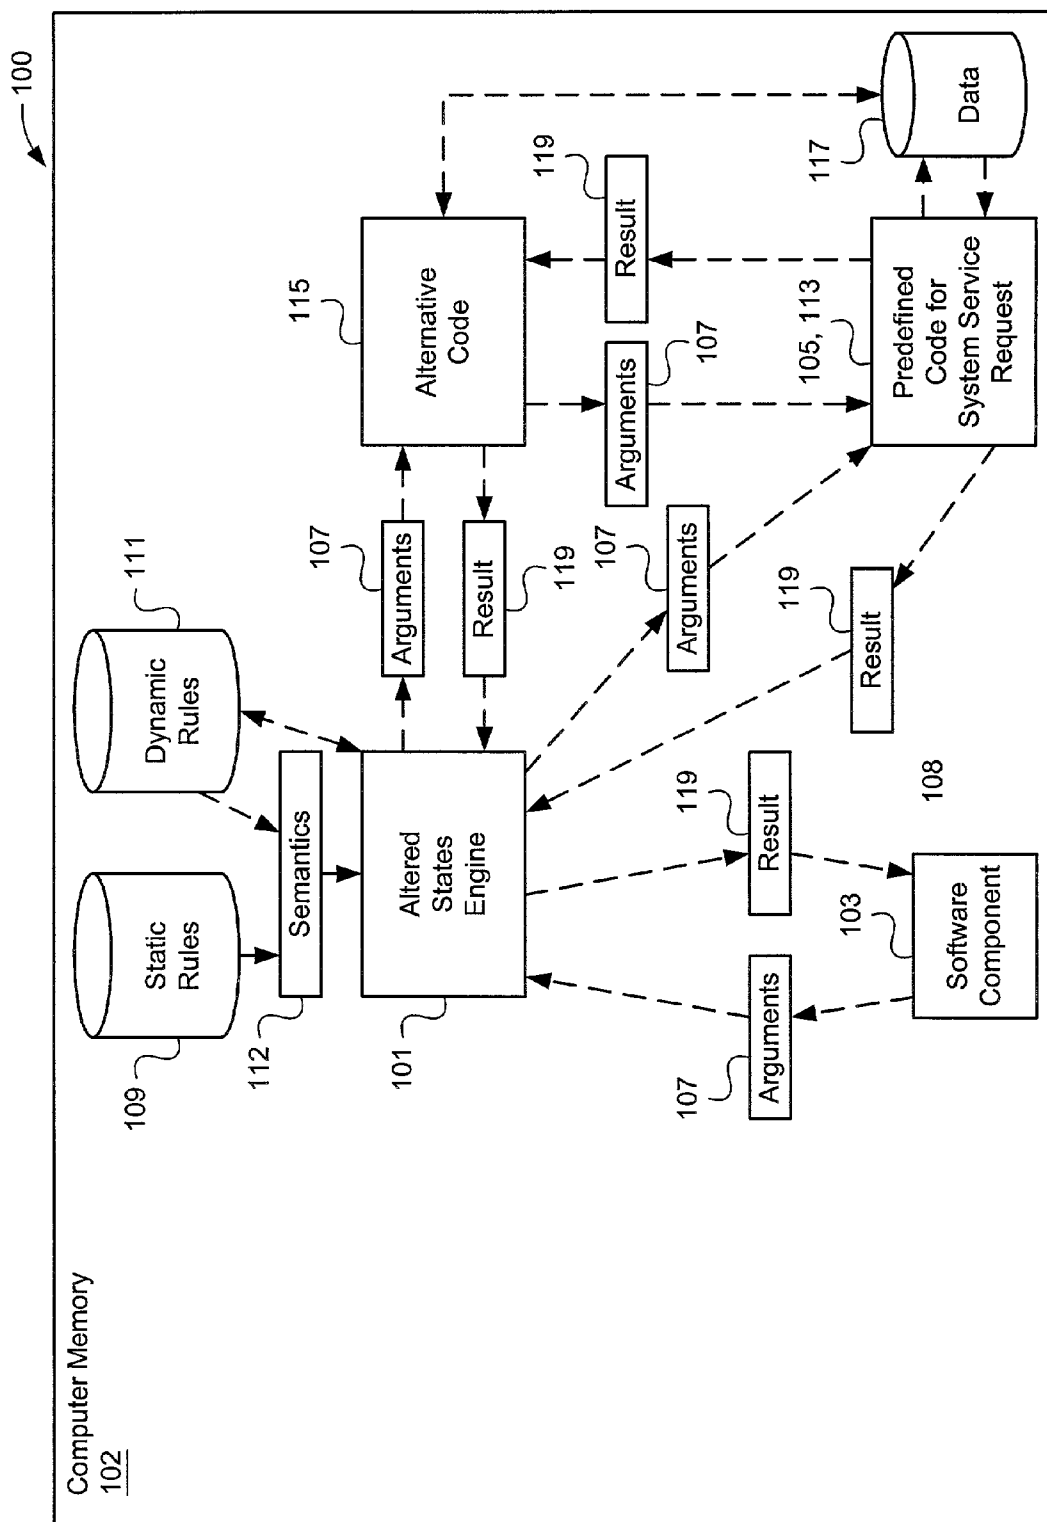 100
Computer Memory
102
Static
Rules
109
Dynamic
Rules
111
Semantics
112
Altered
States
Engine
101
Arguments
107
Result
119
Alternative
Code
115
Arguments
107
Result
119
Arguments
107
Result
119
Arguments
107
Result
119
Software
Component
103
108
Predefined
Code for
System Service
Request
105, 113
Data
117